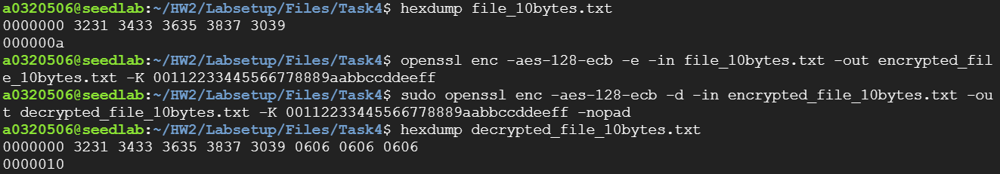 a0320506@seedlab:~/HW2/Labsetup/Files/Task4$ hexdump file_10bytes.txt
0000000 3231 3433 3635 3837 3039
000000a
a0320506@seedlab:~/HW2/Labsetup/Files/Task4$ openssl enc -aes-128-ecb -e -in file_10bytes.txt -out encrypted_fil
e_10bytes.txt -K 00112233445566778889aabbccddeeff
a0320506@seedlab:~/HW2/Labsetup/Files/Task4$ sudo openssl enc -aes-128-ecb -d -in encrypted_file_10bytes.txt -ou
t decrypted_file_10bytes.txt -K 00112233445566778889aabbccddeeff -nopad
a0320506@seedlab:~/HW2/Labsetup/Files/Task4$ hexdump decrypted_file_10bytes.txt
0000000 3231 3433 3635 3837 3039 0606 0606 0606
0000010